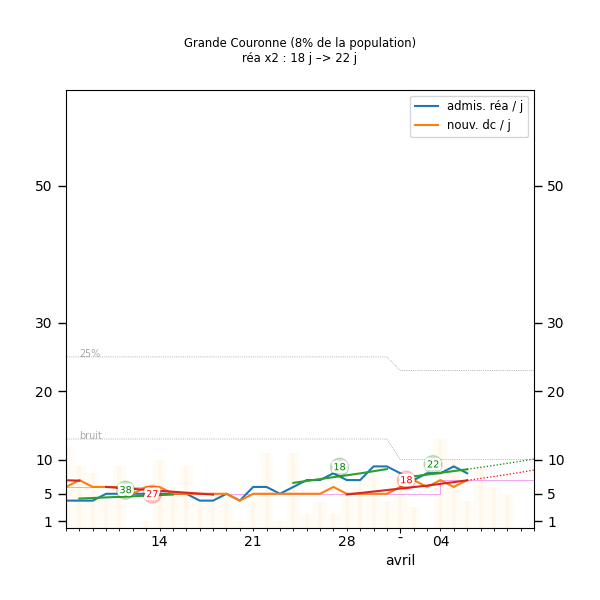 Grande Couronne (8% de la population)
réa x2 : 18 j –> 22 j
admis. réa / j
nouv. dc / j
50 50
30 30
25%
20 20
bruit
10 10
18 22
38 27 18
5 5
1 1
14 21 28 - 04
avril